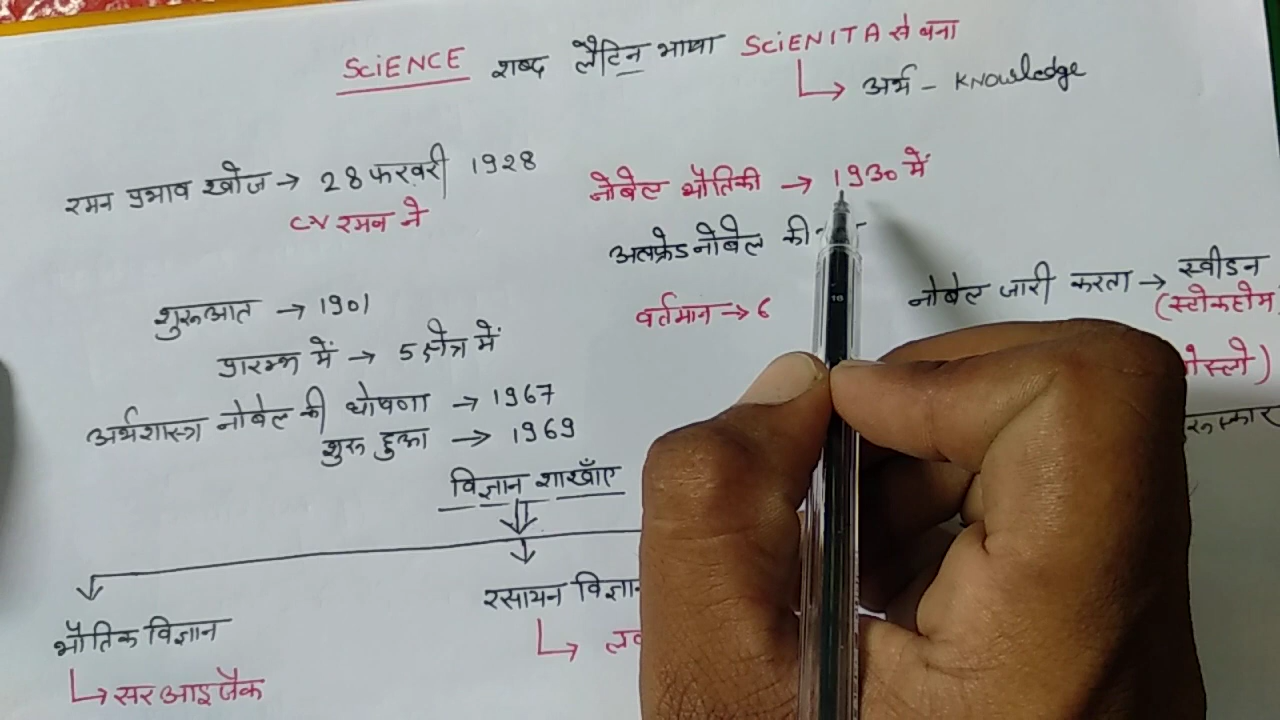 SCiENCE शब्द लैटिन भाषा SCiENITA से बना
अर्थ - Knowledge
रमन प्रभाव खोज → 28 फरवरी 1928
CV रमन ने
नोबेल भौतिकी → 1930 में
अल्फ्रेड नोबेल की
शुरुआत → 1901
वर्तमान → 6
नोबेल जारी करता → स्वीडन
(स्टोकहोम
प्रारम्भ में → 5 क्षेत्र में
अर्थशास्त्र नोबेल की घोषणा → 1967
शुरु हुआ → 1969
विज्ञान शाखाएँ
भौतिक विज्ञान
रसायन विज्ञान
सर आइजैक